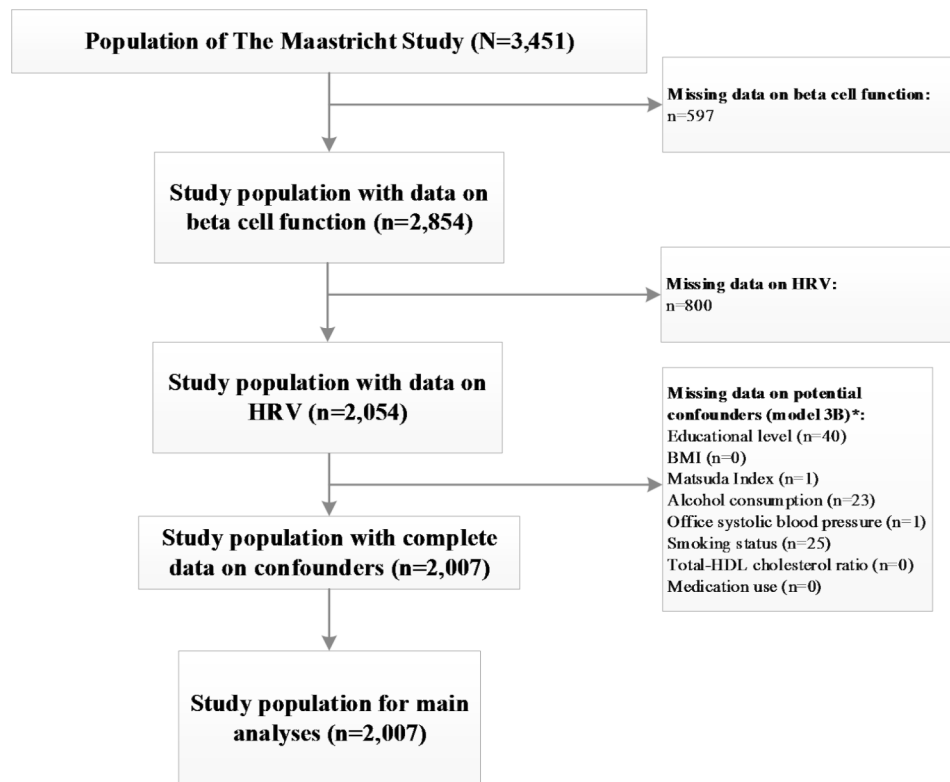 Population of The Maastricht Study (N=3,451)
Missing data on beta cell function:
n=597
Study population with data on
beta cell function (n=2,854)
Missing data on HRV:
n=800
Study population with data on
HRV (n=2,054)
Missing data on potential
confounders (model 3B)*:
Educational level (n=40)
BMI (n=0)
Matsuda Index (n=1)
Alcohol consumption (n=23)
Office systolic blood pressure (n=1)
Smoking status (n=25)
Total-HDL cholesterol ratio (n=0)
Medication use (n=0)
Study population with complete
data on confounders (n=2,007)
Study population for main
analyses (n=2,007)